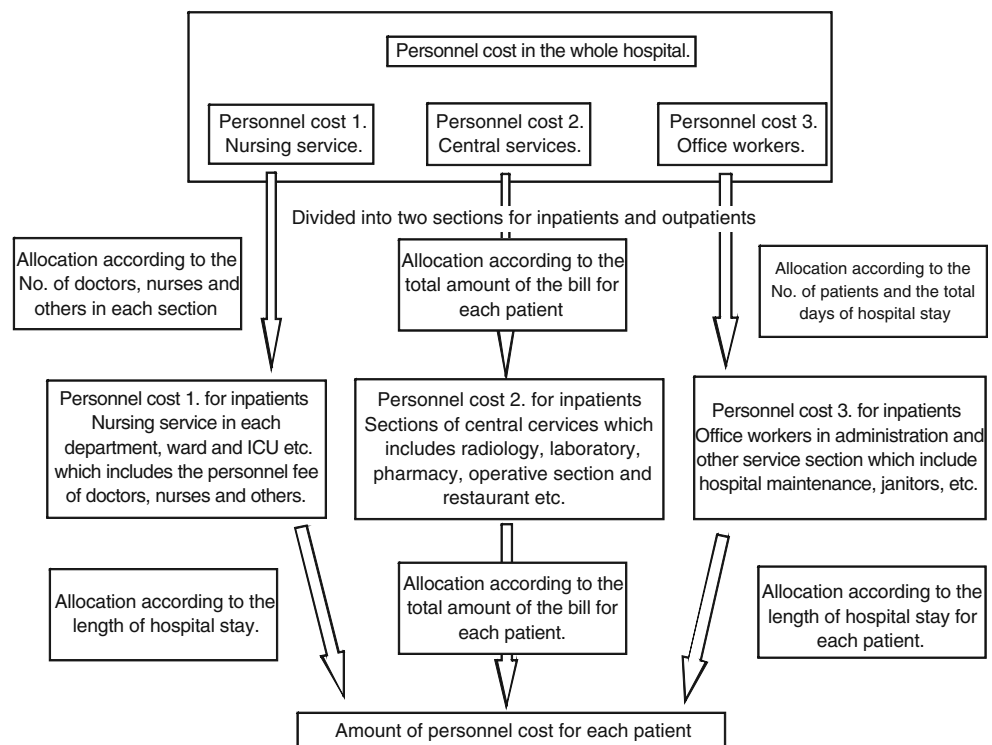 Personnel cost in the whole hospital.
Personnel cost 1.
Nursing service.
Personnel cost 2.
Central services.
Personnel cost 3.
Office workers.
Divided into two sections for inpatients and outpatients
Allocation according to the
No. of doctors, nurses and
others in each section
Allocation according to the
total amount of the bill for
each patient
Allocation according to the
No. of patients and the total
days of hospital stay
Personnel cost 1. for inpatients
Nursing service in each
department, ward and ICU etc.
which includes the personnel fee
of doctors, nurses and others.
Personnel cost 2. for inpatients
Sections of central cervices which
includes radiology, laboratory,
pharmacy, operative section and
restaurant etc.
Personnel cost 3. for inpatients
Office workers in administration and
other service section which include
hospital maintenance, janitors, etc.
Allocation according to the
length of hospital stay.
Allocation according to the
total amount of the bill for
each patient.
Allocation according to the
length of hospital stay for
each patient.
Amount of personnel cost for each patient